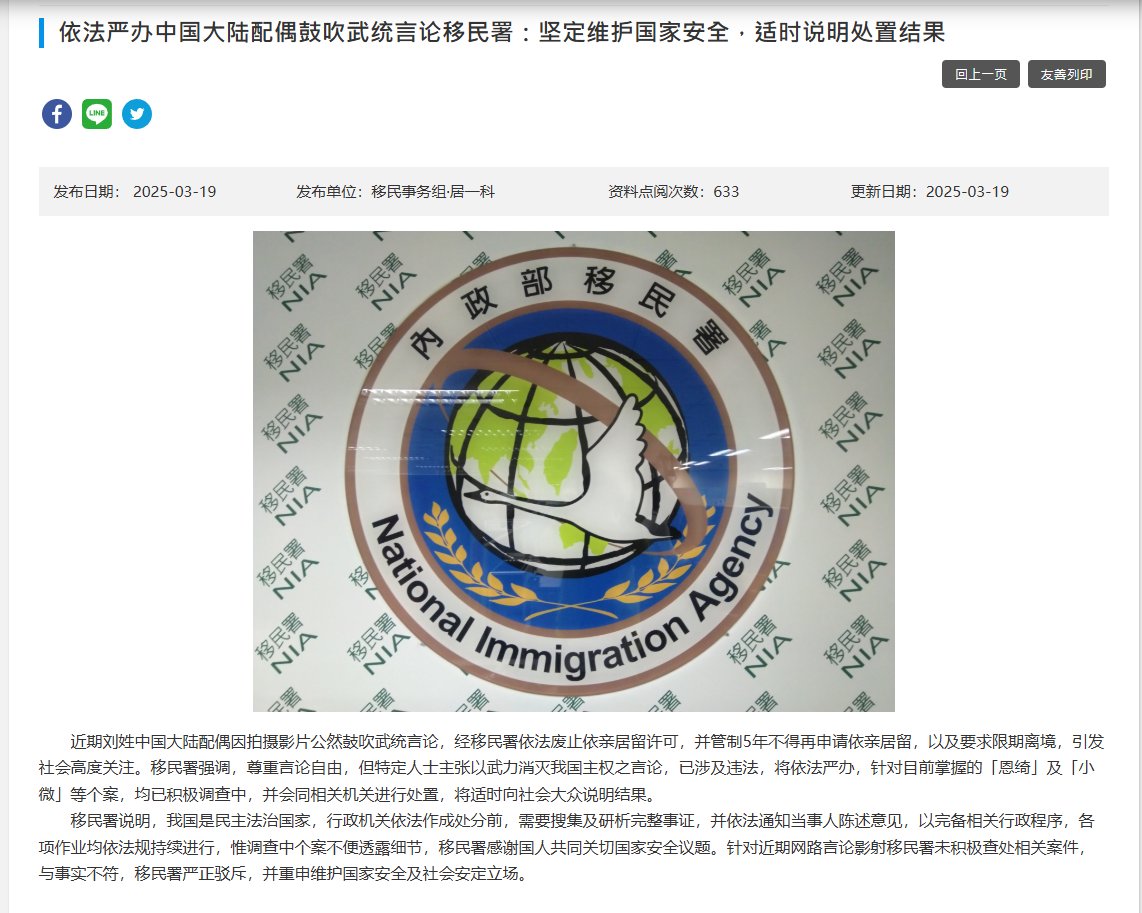 依法严办中国大陆配偶鼓吹武统言论移民署：坚定维护国家安全，适时说明处置结果
回上一页
友善列印
LINE
发布日期： 2025-03-19
发布单位：移民事务组·居一科
资料点阅次数：633
更新日期：2025-03-19
內政部移民署
National Immigration Agency
移民署
NIA
近期刘姓中国大陆配偶因拍摄影片公然鼓吹武统言论，经移民署依法废止依亲居留许可，并管制5年不得再申请依亲居留，以及要求限期离境，引发
社会高度关注。移民署强调，尊重言论自由，但特定人士主张以武力消灭我国主权之言论，已涉及违法，将依法严办，针对目前掌握的「恩绮」及「小
微」等个案，均已积极调查中，并会同相关机关进行处置，将适时向社会大众说明结果。
移民署说明，我国是民主法治国家，行政机关依法作成处分前，需要搜集及研析完整事证，并依法通知当事人陈述意见，以完备相关行政程序，各
项作业均依法规持续进行，惟调查中个案不便透露细节，移民署感谢国人共同关切国家安全议题。针对近期网路言论影射移民署未积极查处相关案件，
与事实不符，移民署严正驳斥，并重申维护国家安全及社会安定立场。